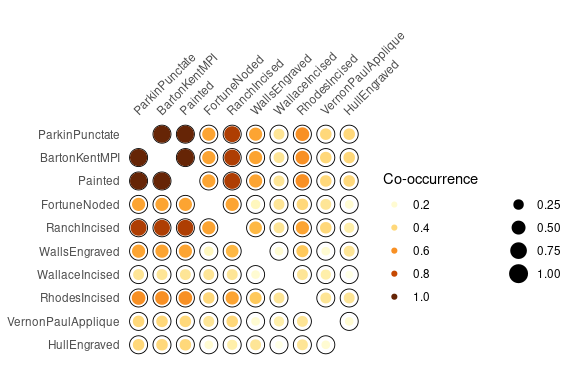 ParkinPunctate
BartonKentMPI
Painted
FortuneNoded
RanchIncised
WallsEngraved
WallaceIncised
RhodesIncised
VernonPaulApplique
HullEngraved
ParkinPunctate
BartonKentMPI
Painted
FortuneNoded
RanchIncised
WallsEngraved
WallaceIncised
RhodesIncised
VernonPaulApplique
HullEngraved
Co-occurrence
0.2
0.4
0.6
0.8
1.0
0.25
0.50
0.75
1.00